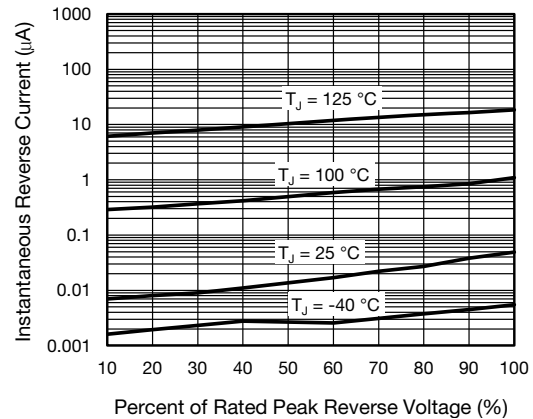 Instantaneous Reverse Current (μA)
1000
100
10
1
0.1
0.01
0.001
T_J = 125 °C
T_J = 100 °C
T_J = 25 °C
T_J = -40 °C
10 20 30 40 50 60 70 80 90 100
Percent of Rated Peak Reverse Voltage (%)